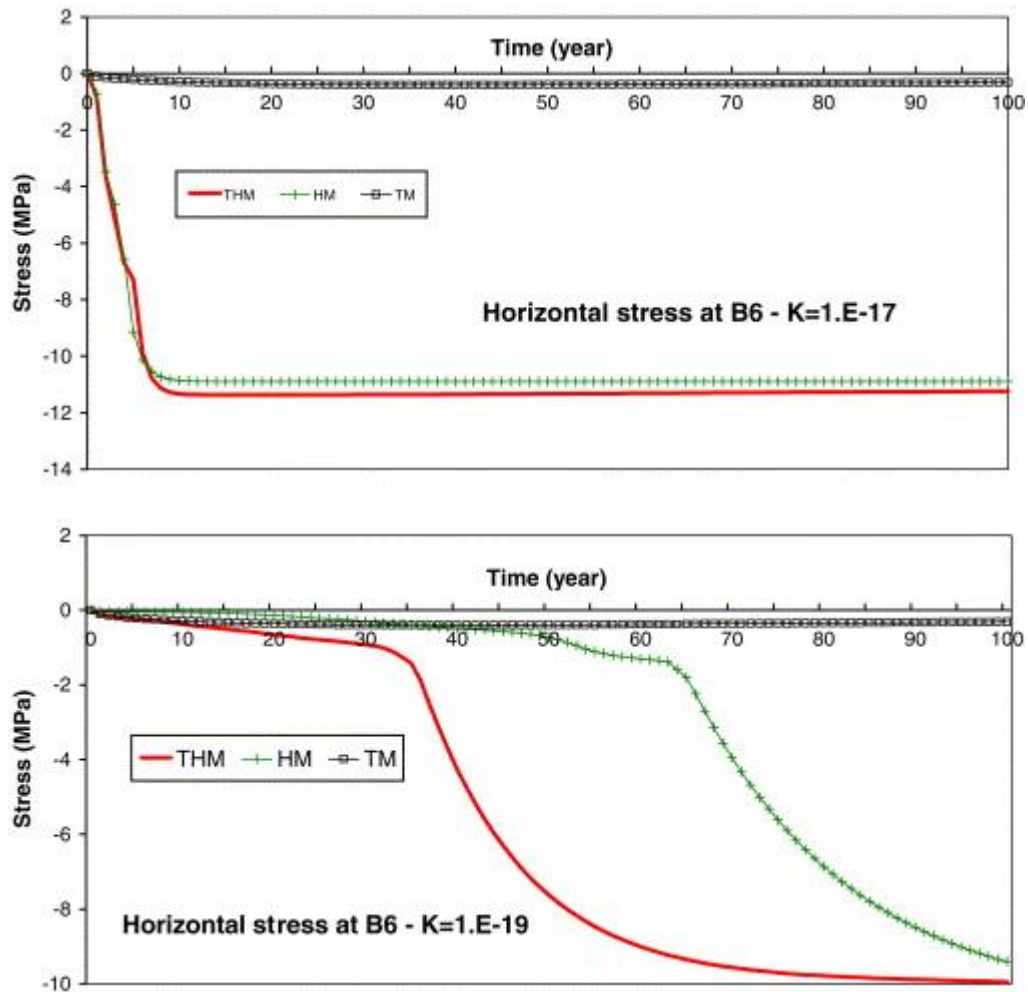 2
Time (year)
0
0 10 20 30 40 50 60 70 80 90 100
-2
-4
THM HM TM
-6
Stress (MPa)
-8
Horizontal stress at B6 - K=1.E-17
-10
-12
-14
2
Time (year)
0
0 10 20 30 40 50 60 70 80 90 100
-2
Stress (MPa)
THM HM TM
-4
-6
-8
Horizontal stress at B6 - K=1.E-19
-10